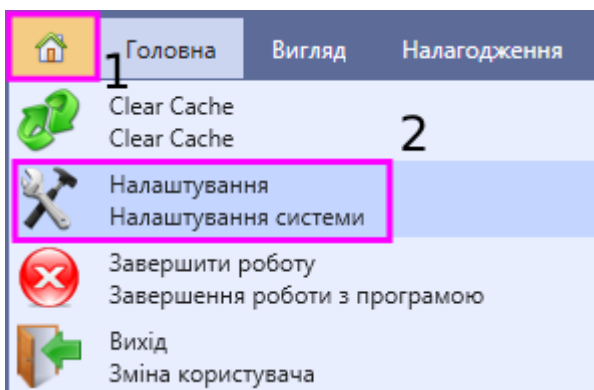 1 Головна Вигляд Налагодження
Clear Cache
Clear Cache
2
Налаштування
Налаштування системи
Завершити роботу
Завершення роботи з програмою
Вихід
Зміна користувача